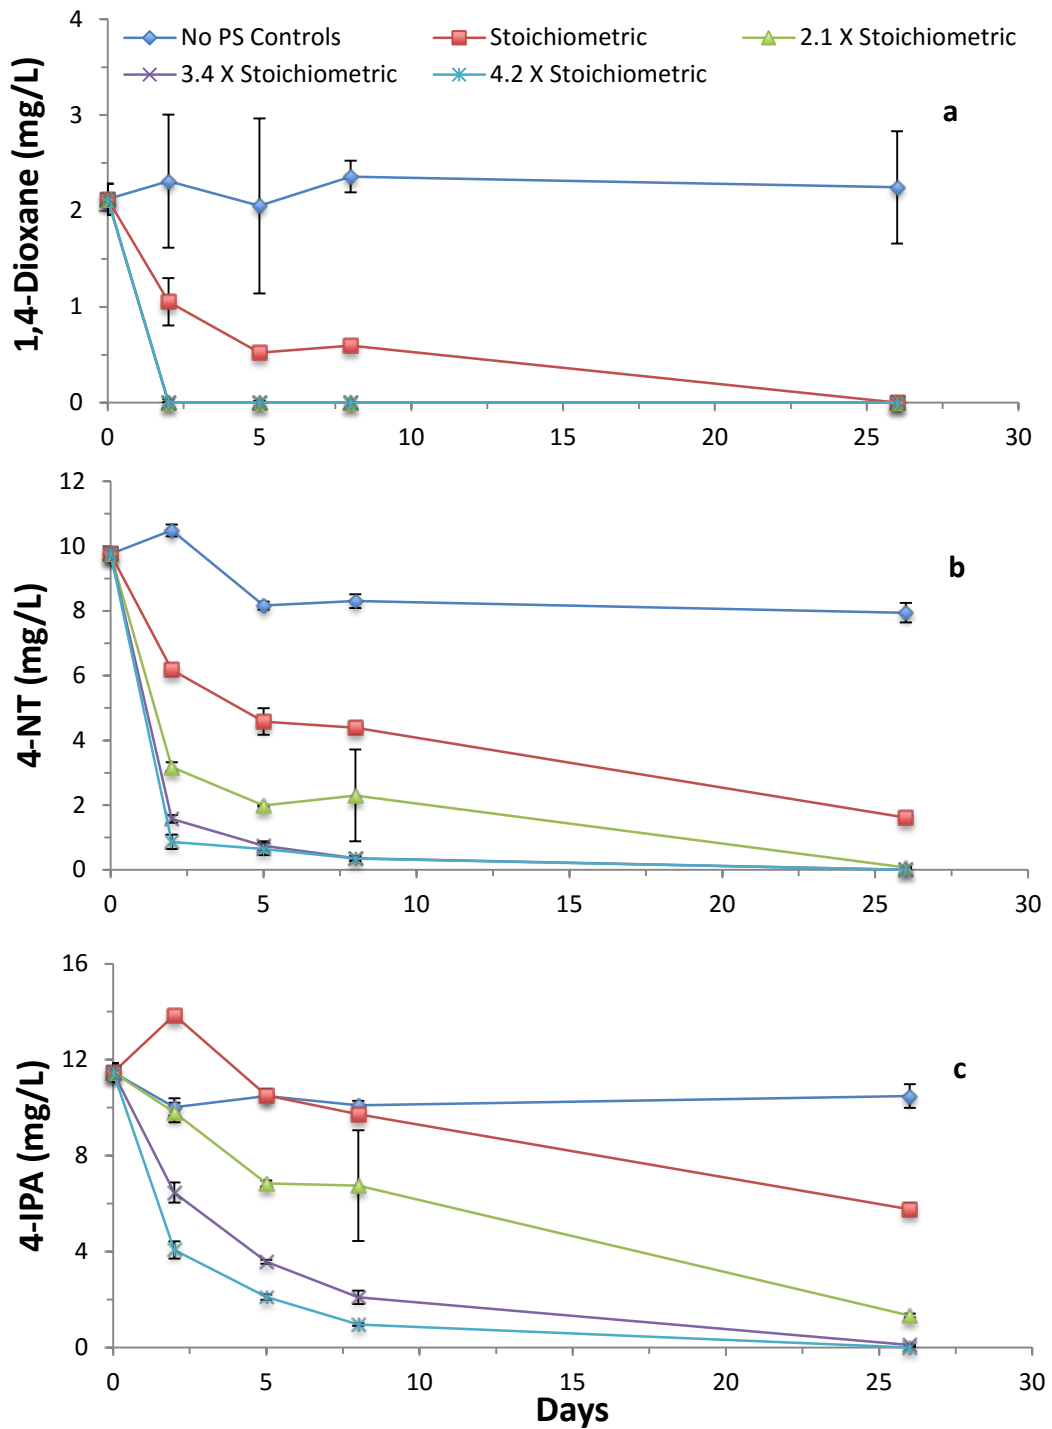 4
No PS Controls
Stoichiometric
2.1 X Stoichiometric
3.4 X Stoichiometric
4.2 X Stoichiometric
3
a
2
1
0
1,4-Dioxane (mg/L)
0 5 10 15 20 25 30
12
10
b
8
6
4
2
0
4-NT (mg/L)
0 5 10 15 20 25 30
16
12
c
8
4
0
4-IPA (mg/L)
0 5 10 15 20 25 30
Days